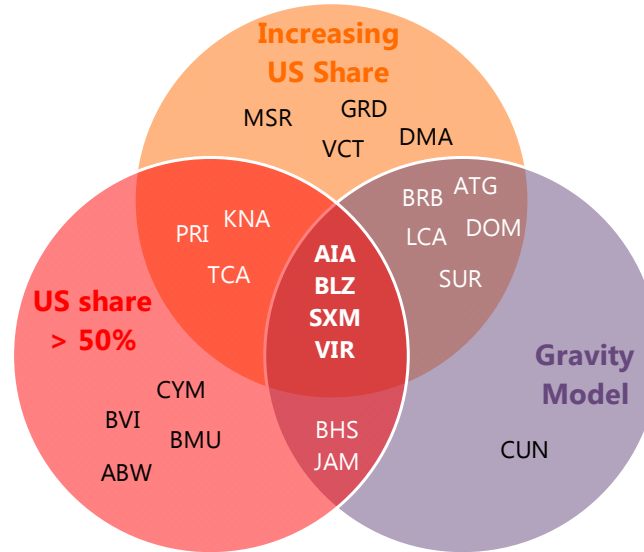 Increasing
US Share
MSR
GRD
VCT
DMA
PRI
KNA
TCA
BRB
ATG
LCA
DOM
SUR
AIA
BLZ
SXM
VIR
US share
> 50%
CYM
BVI
BMU
ABW
BHS
JAM
Gravity
Model
CUN